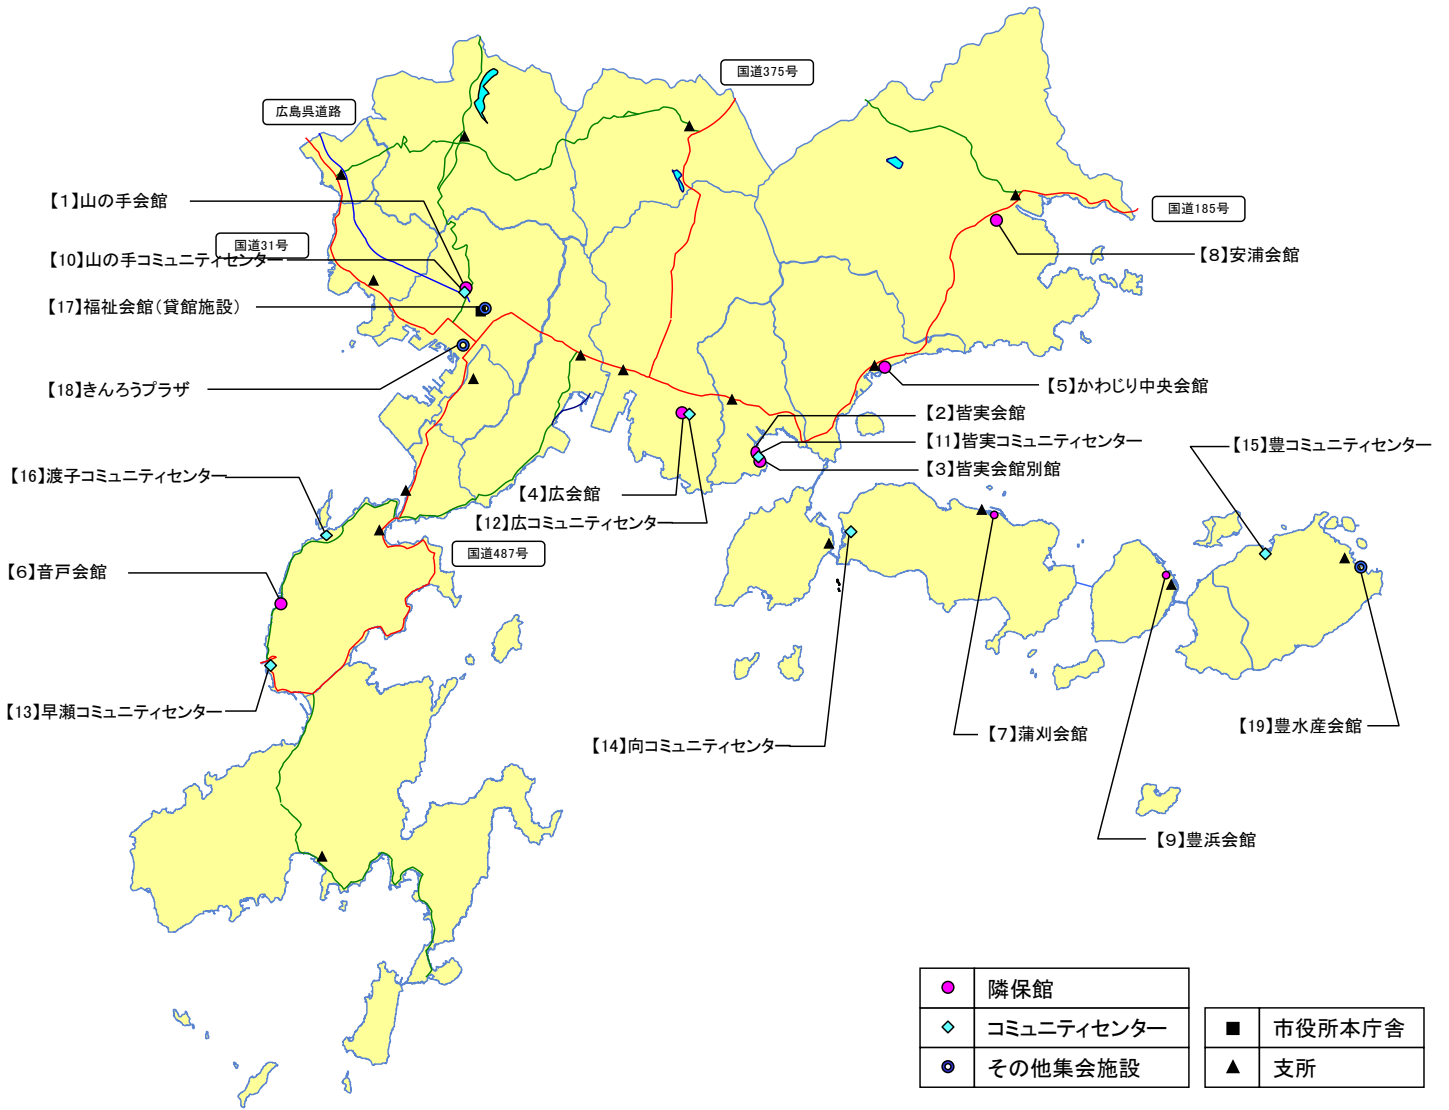 国道375号
広島呉道路
【1】山の手会館
国道185号
国道31号
【10】山の手コミュニティセンター
【8】安浦会館
【17】福祉会館（貸館施設）
【18】きんろうプラザ
【5】かわじり中央会館
【2】皆実会館
【11】皆実コミュニティセンター
【15】豊コミュニティセンター
【3】皆実会館別館
【16】渡子コミュニティセンター
【4】広会館
【12】広コミュニティセンター
国道487号
【6】音戸会館
【13】早瀬コミュニティセンター
【19】豊水産会館
【7】蒲刈会館
【14】向コミュニティセンター
【9】豊浜会館
隣保館
コミュニティセンター
市役所本庁舎
その他集会施設
支所